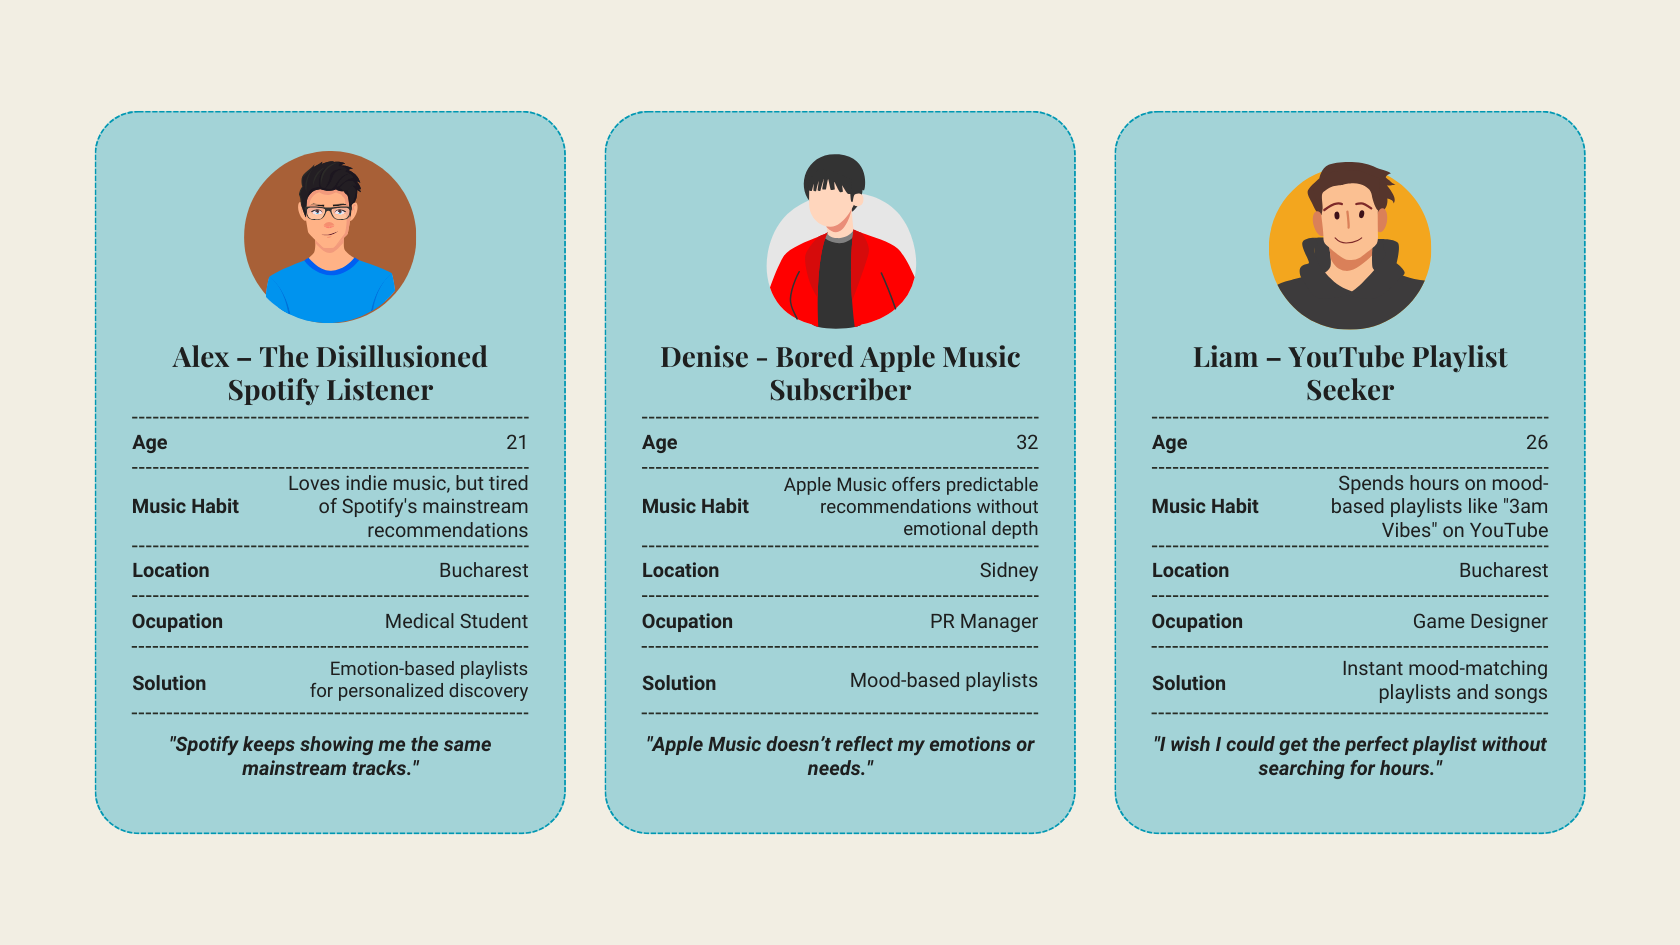 Alex – The Disillusioned
Spotify Listener
Age 21
Music Habit Loves indie music, but tired
of Spotify's mainstream
recommendations
Location Bucharest
Ocupation Medical Student
Solution Emotion-based playlists
for personalized discovery
"Spotify keeps showing me the same
mainstream tracks."
Denise - Bored Apple Music
Subscriber
Age 32
Music Habit Apple Music offers predictable
recommendations without
emotional depth
Location Sidney
Ocupation PR Manager
Solution Mood-based playlists
"Apple Music doesn’t reflect my emotions or
needs."
Liam – YouTube Playlist
Seeker
Age 26
Music Habit Spends hours on mood-
based playlists like "3am
Vibes" on YouTube
Location Bucharest
Ocupation Game Designer
Solution Instant mood-matching
playlists and songs
"I wish I could get the perfect playlist without
searching for hours."